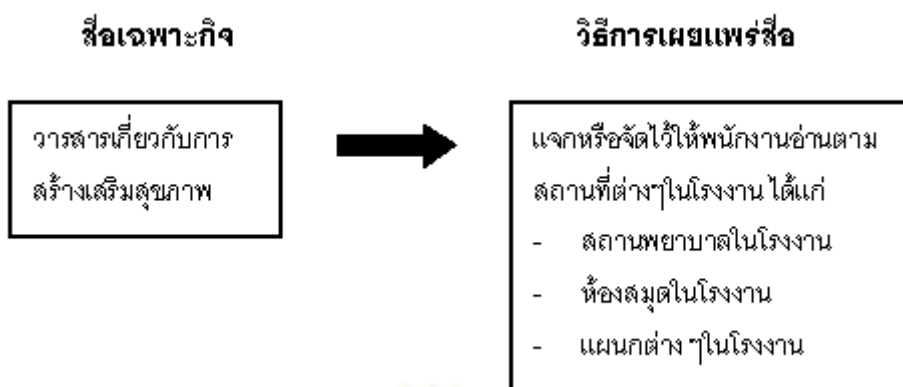 สื่อเฉพาะกิจ
วิธีการเผยแพร่สื่อ
วารสารเกี่ยวกับการ
สร้างเสริมสุขภาพ
แจกหรือจัดไว้ให้พนักงานอ่านตาม
สถานที่ต่างๆในโรงงาน ได้แก่
- สถานพยาบาลในโรงงาน
- ห้องสมุดในโรงงาน
- แผนกต่าง ๆในโรงงาน